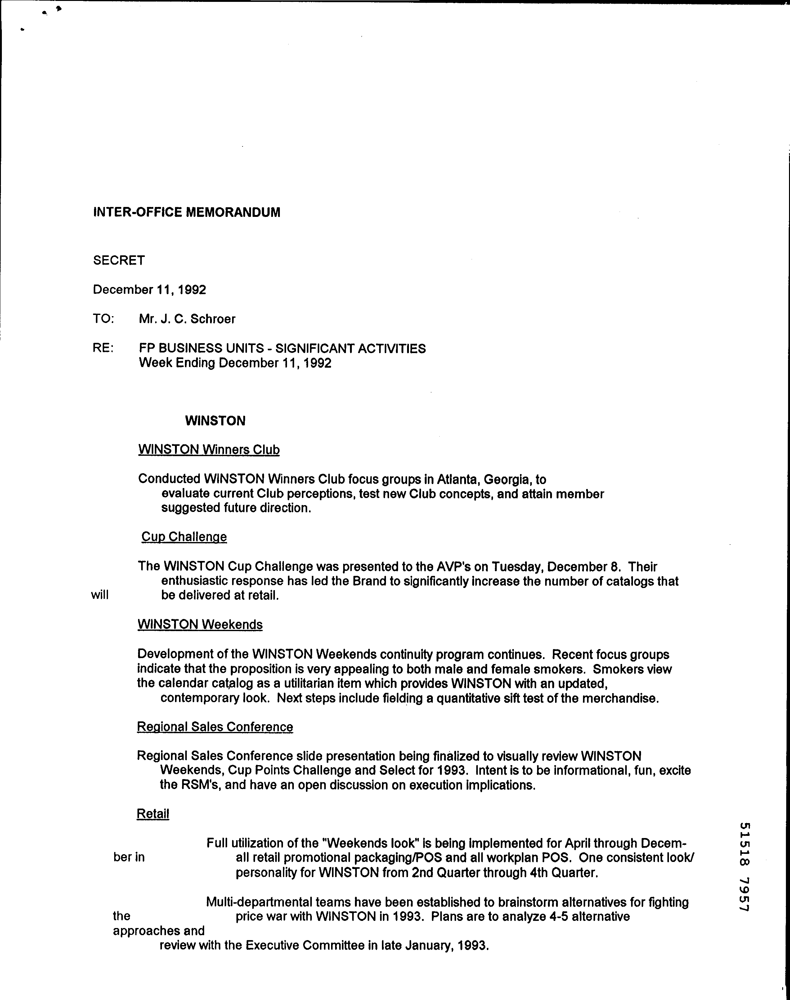 INTER-OFFICE MEMORANDUM
SECRET
December 11, 1992
TO: Mr. J. C. Schroer
RE: FP BUSINESS UNITS - SIGNIFICANT ACTIVITIES
Week Ending December 11, 1992
WINSTON
WINSTON Winners Club
Conducted WINSTON Winners Club focus groups in Atlanta, Georgia, to
evaluate current Club perceptions, test new Club concepts, and attain member
suggested future direction.
Cup Challenge
The WINSTON Cup Challenge was presented to the AVP's on Tuesday, December 8. Their
enthusiastic response has led the Brand to significantly increase the number of catalogs that
will be delivered at retail.
WINSTON Weekends
Development of the WINSTON Weekends continuity program continues. Recent focus groups
indicate that the proposition is very appealing to both male and female smokers. Smokers view
the calendar catalog as a utilitarian item which provides WINSTON with an updated,
contemporary look. Next steps include fielding a quantitative sift test of the merchandise.
Regional Sales Conference
Regional Sales Conference slide presentation being finalized to visually review WINSTON
Weekends, Cup Points Challenge and Select for 1993. Intent is to be informational, fun, excite
the RSM's, and have an open discussion on execution implications.
Retail
Full utilization of the "Weekends look" is being implemented for April through Decem-
ber in all retail promotional packaging/POS and all workplan POS. One consistent look/
personality for WINSTON from 2nd Quarter through 4th Quarter.
Multi-departmental teams have been established to brainstorm alternatives for fighting
the price war with WINSTON in 1993. Plans are to analyze 4-5 alternative
approaches and
review with the Executive Committee in late January, 1993.
51518 7957